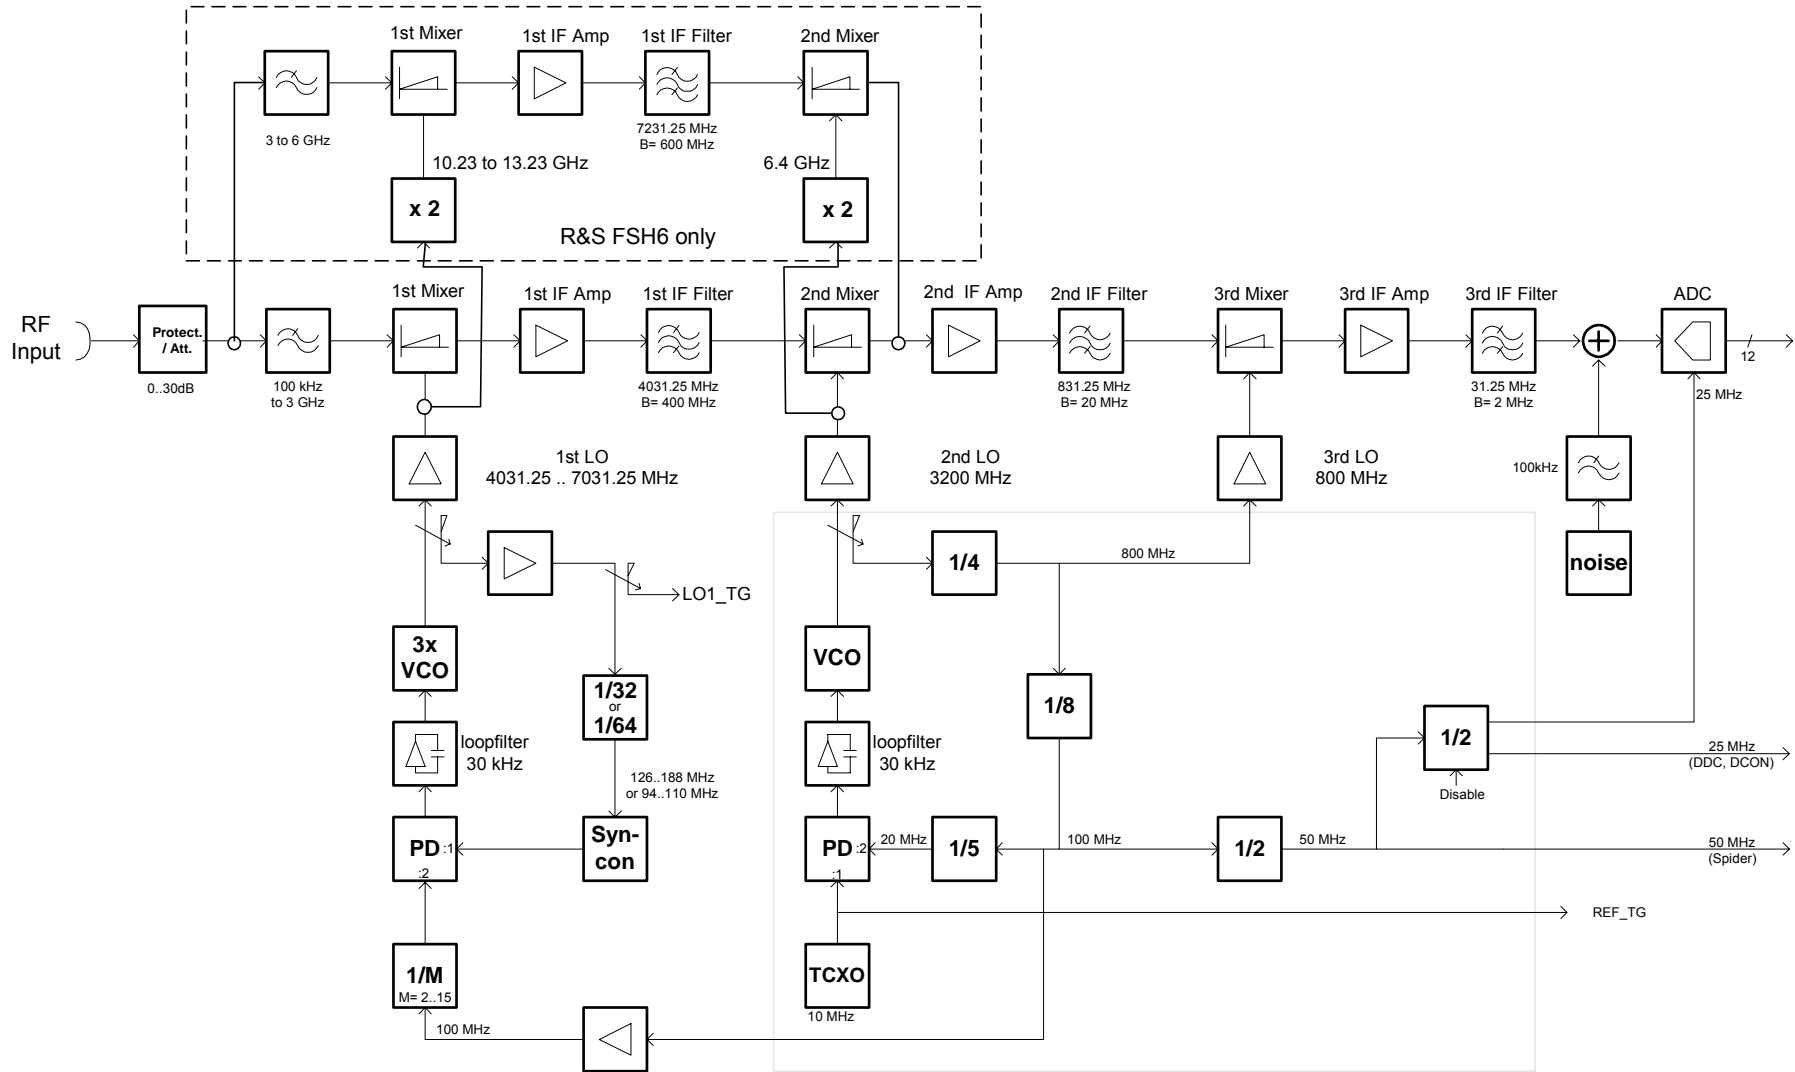 1st Mixer
1st IF Amp
1st IF Filter
2nd Mixer
3 to 6 GHz
7231.25 MHz
B= 600 MHz
10.23 to 13.23 GHz
6.4 GHz
x 2
x 2
R&S FSH6 only
RF
Input
Protect.
/ Att.
0..30dB
100 kHz
to 3 GHz
1st Mixer
1st IF Amp
1st IF Filter
4031.25 MHz
B= 400 MHz
2nd Mixer
2nd IF Amp
2nd IF Filter
831.25 MHz
B= 20 MHz
3rd Mixer
3rd IF Amp
3rd IF Filter
31.25 MHz
B= 2 MHz
ADC
12
25 MHz
1st LO
4031.25 .. 7031.25 MHz
2nd LO
3200 MHz
3rd LO
800 MHz
100kHz
noise
1/4
800 MHz
LO1_TG
3x
VCO
1/32
or
1/64
VCO
1/8
loopfilter
30 kHz
126..188 MHz
or 94..110 MHz
loopfilter
30 kHz
1/2
Disable
25 MHz
(DDC, DCON)
PD :1
:2
Syn-
con
PD :2
:1
20 MHz
1/5
100 MHz
1/2
50 MHz
50 MHz
(Spider)
REF_TG
1/M
M= 2..15
TCXO
10 MHz
100 MHz